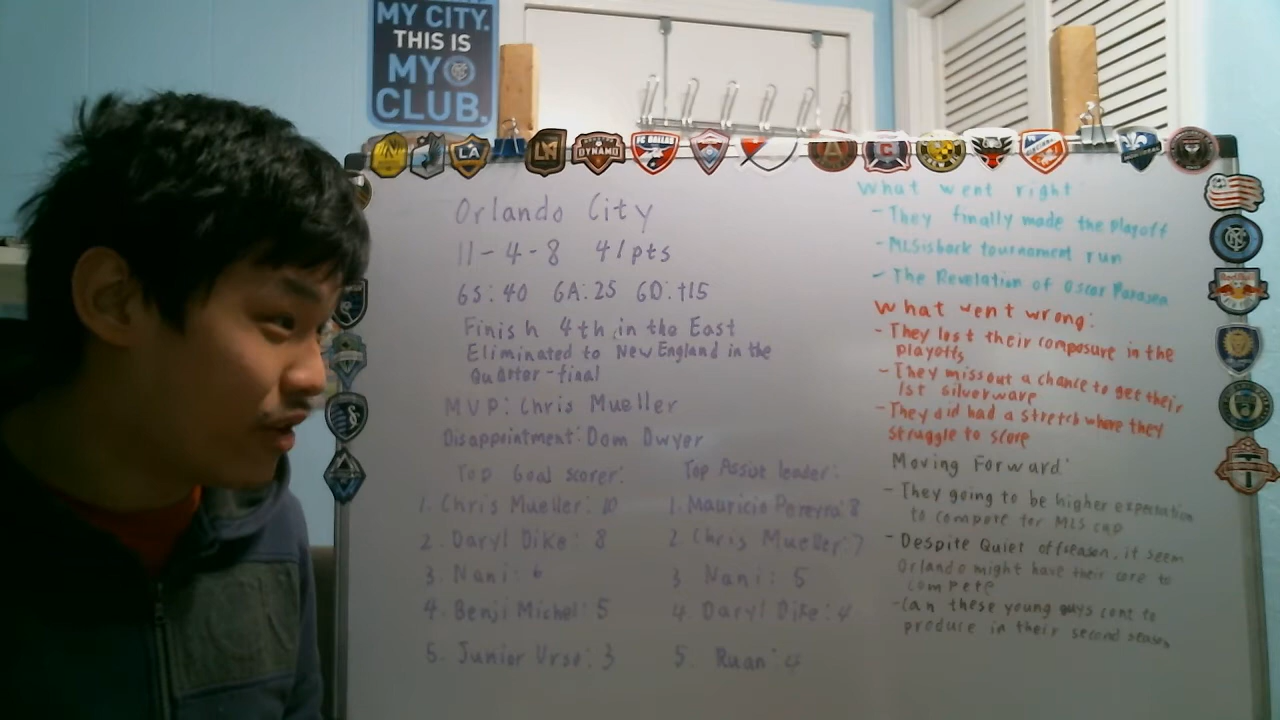 MY CITY.
THIS IS
MY
CLUB.
LA
DYNAMO
Orlando City
11-4-8 41pts
GS: 40 GA: 25 GD: +15
Finish 4th in the East
Eliminated to New England in the
Quarter-final
MVP: Chris Mueller
Disappointment: Dom Dwyer
Top Goal scorer:
1. Chris Mueller: 10
2. Daryl Dike: 8
3. Nani: 6
4. Benji Michel: 5
5. Junior Urso: 3
Top Assist leader:
1. Mauricio Pereyra: 8
2. Chris Mueller: 7
3. Nani: 5
4. Daryl Dike: 4
5. Ruan: 4
What went right:
- They finally made the Playoff
- MLSisback tournament run
- The Revelation of Oscar Pareja
What went wrong:
- They lost their composure in the
playoffs
- They miss out a chance to get their
1st silverware
- They did had a stretch where they
struggle to score
Moving Forward:
- They going to be higher expectation
to compete for MLS cup
- Despite Quiet offseason, it seem
Orlando might have their core to
compete
- Can these young guys cont to
produce in their second season